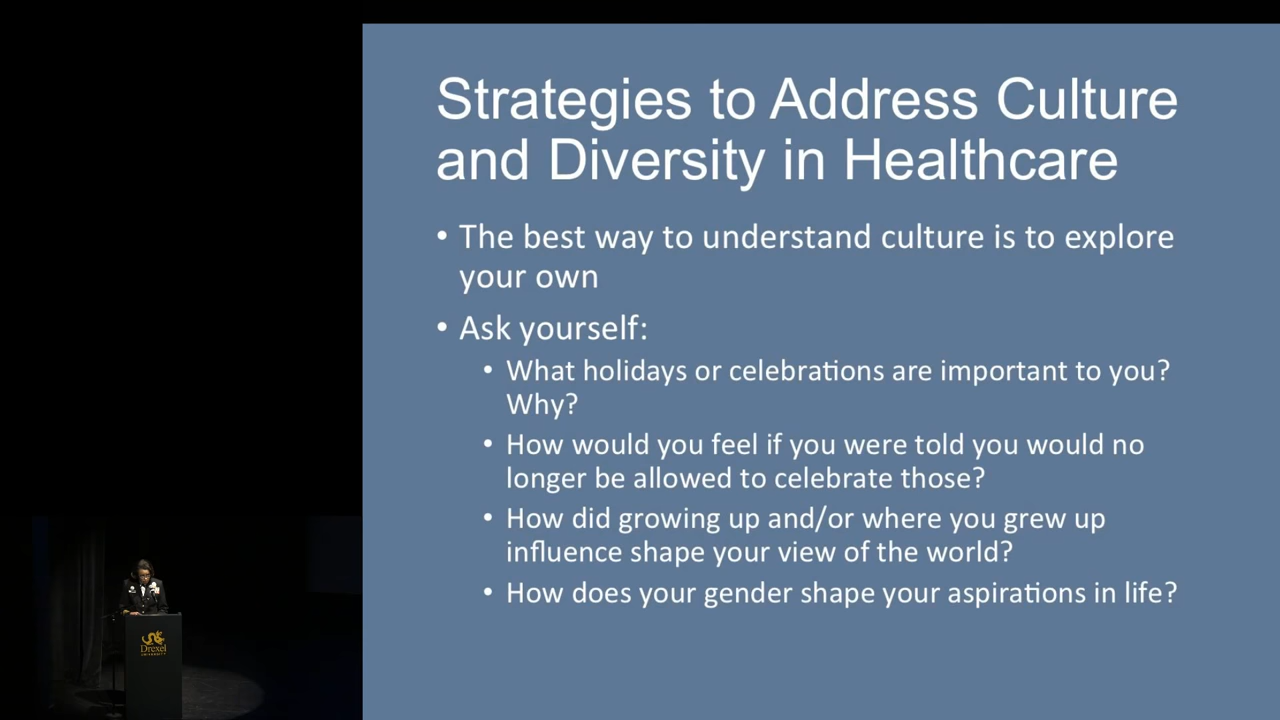 Strategies to Address Culture
and Diversity in Healthcare
• The best way to understand culture is to explore
your own
• Ask yourself:
• What holidays or celebrations are important to you?
Why?
• How would you feel if you were told you would no
longer be allowed to celebrate those?
• How did growing up and/or where you grew up
influence shape your view of the world?
• How does your gender shape your aspirations in life?
Drexel
UNIVERSITY